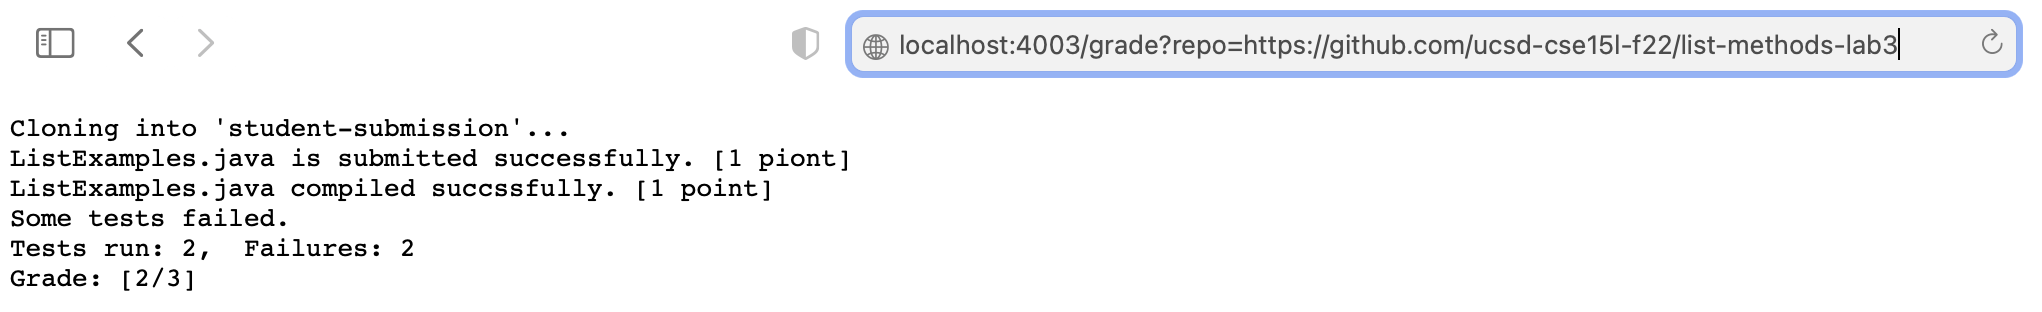 localhost:4003/grade?repo=https://github.com/ucsd-cse15l-f22/list-methods-lab3
Cloning into 'student-submission'...
ListExamples.java is submitted successfully. [1 piont]
ListExamples.java compiled succssfully. [1 point]
Some tests failed.
Tests run: 2,  Failures: 2
Grade: [2/3]